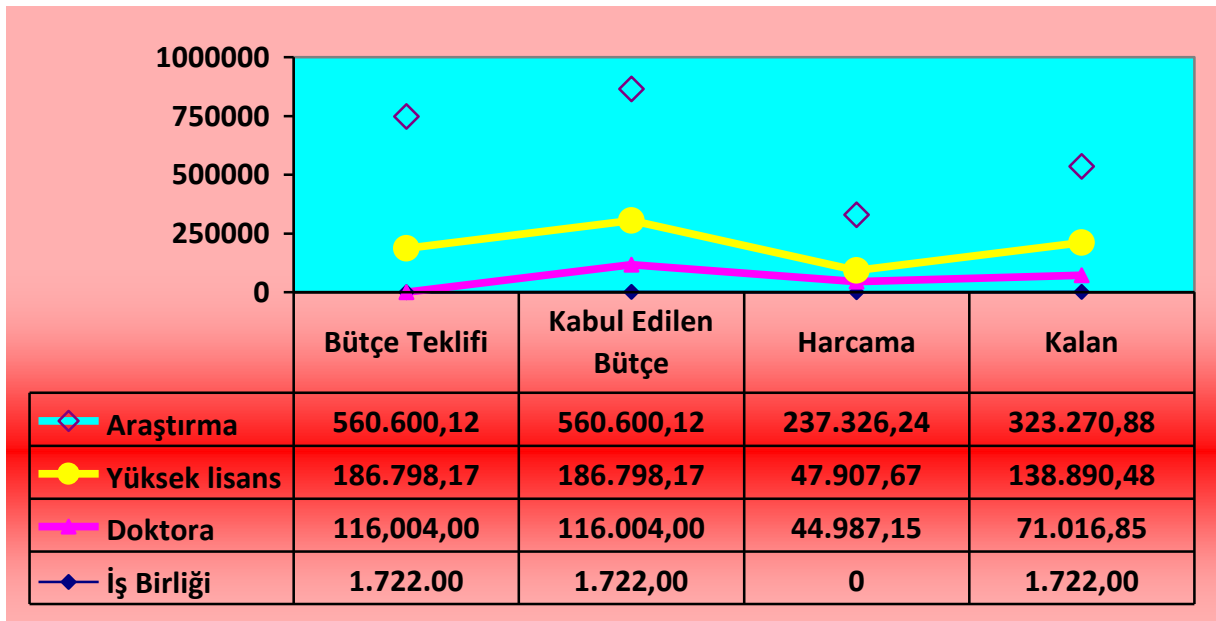 1000000
750000
500000
250000
0
Bütçe Teklifi Kabul Edilen Bütçe Harcama Kalan
Araştırma 560.600,12 560.600,12 237.326,24 323.270,88
Yüksek lisans 186.798,17 186.798,17 47.907,67 138.890,48
Doktora 116,004,00 116.004,00 44.987,15 71.016,85
İş Birliği 1.722.00 1.722,00 0 1.722,00